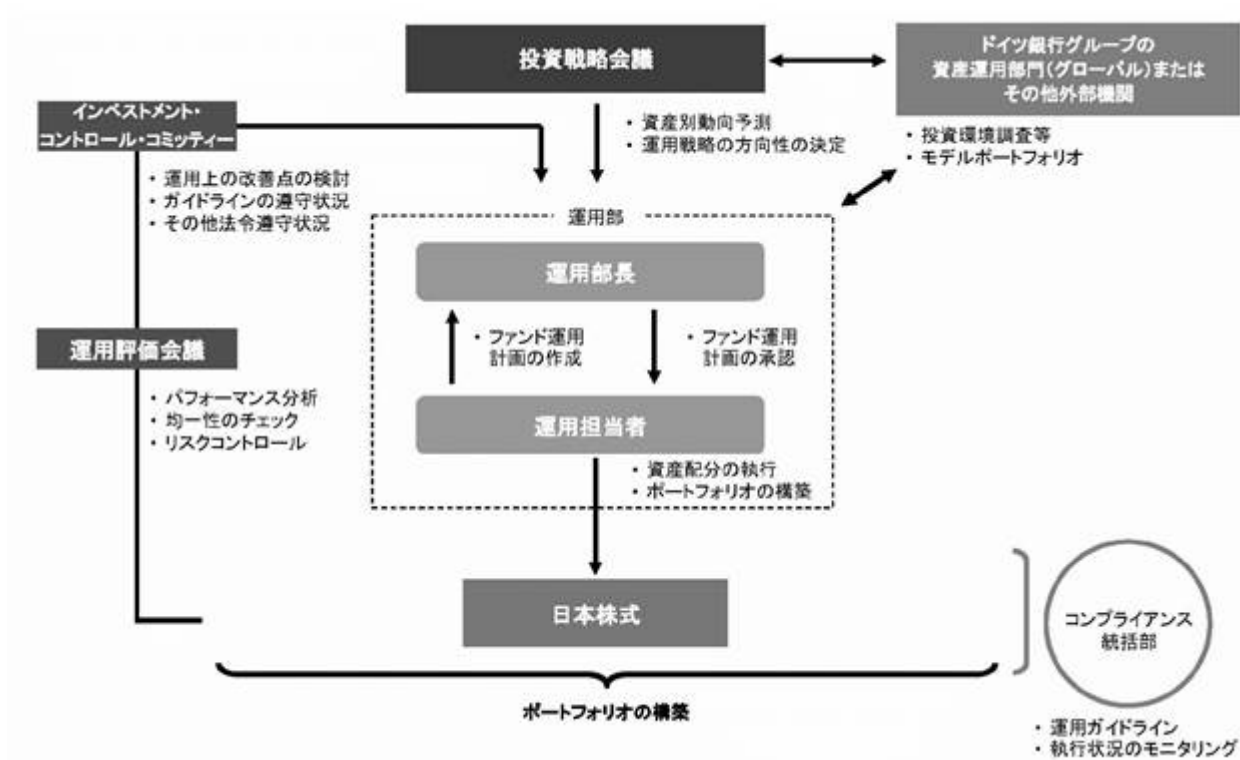 投資戦略会議
ドイツ銀行グループの
資産運用部門(グローバル)または
その他外部機関
インベストメント・
コントロール・コミッティー
・ 資産別動向予測
・ 運用戦略の方向性の決定
・ 投資環境調査等
・ モデルポートフォリオ
・ 運用上の改善点の検討
・ ガイドラインの遵守状況
・ その他法令遵守状況
運用部
運用部長
・ ファンド運用
計画の作成
・ ファンド運用
計画の承認
運用評価会議
・ パフォーマンス分析
・ 均一性のチェック
・ リスクコントロール
運用担当者
・ 資産配分の執行
・ ポートフォリオの構築
日本株式
コンプライアンス
統括部
ポートフォリオの構築
・ 運用ガイドライン
・ 執行状況のモニタリング